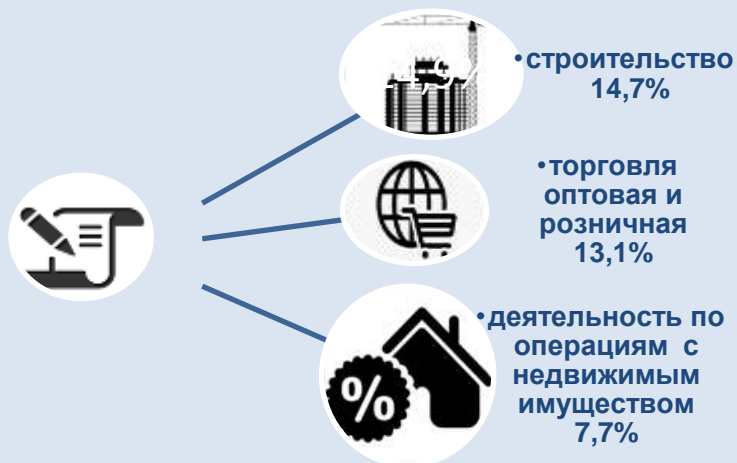 •строительство
14,7%
•торговля
оптовая и
розничная
13,1%
•деятельность по
операциям с
недвижимым
имуществом
7,7%
%